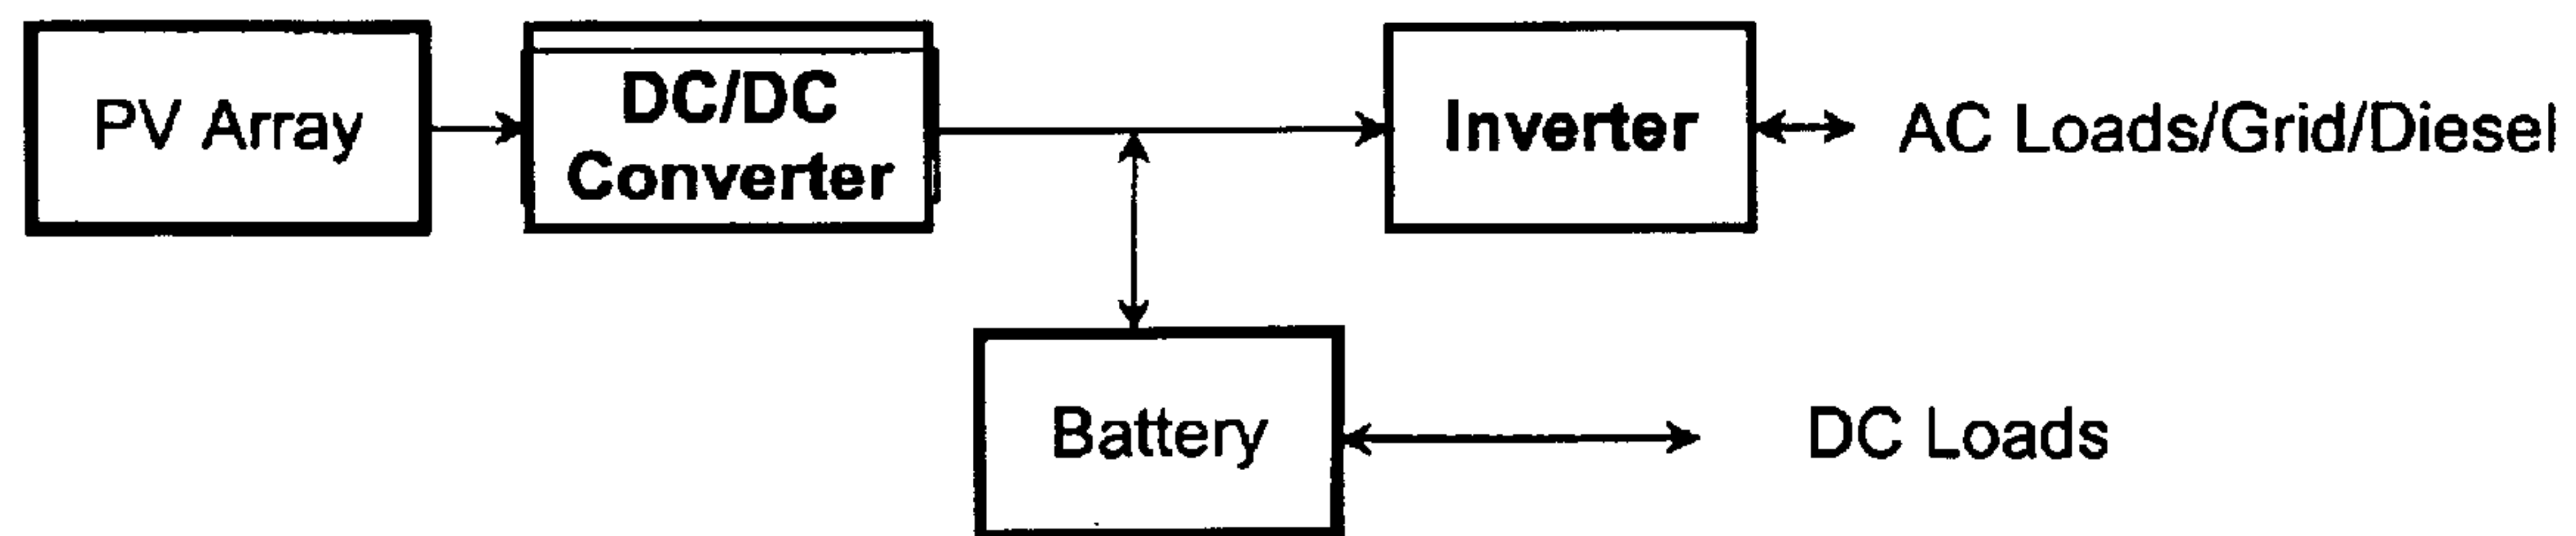 PV Array
DC/DC
Converter
Inverter
AC Loads/Grid/Diesel
Battery
DC Loads